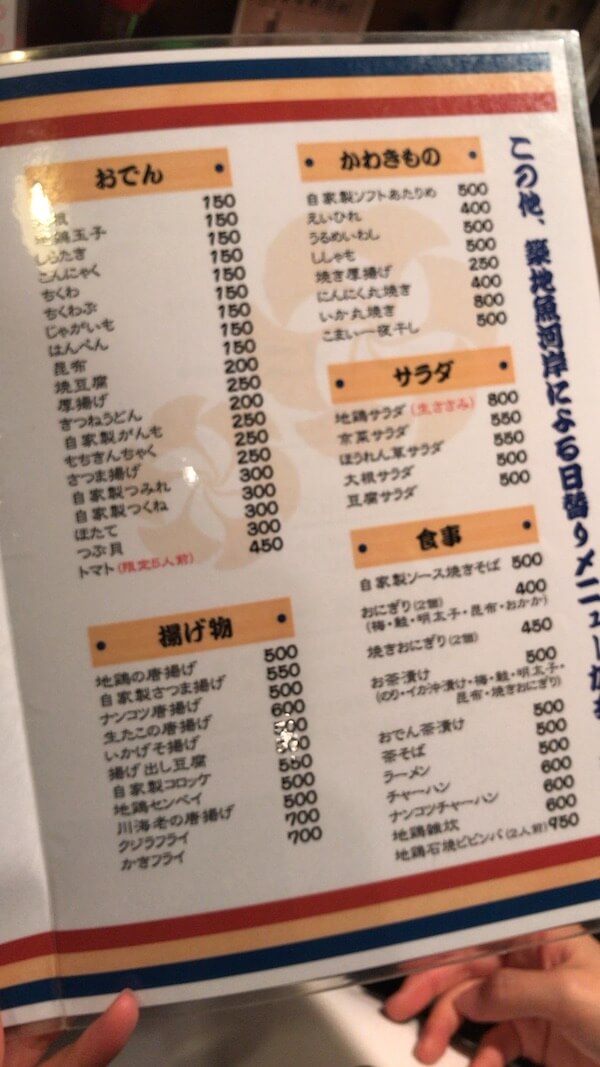 おでん
150
地鶏玉子 150
しらたき 150
こんにゃく 150
ちくわ 150
ちくわぶ 150
じゃがいも 150
はんぺん 150
昆布 150
焼豆腐 200
厚揚げ 250
きつねうどん 200
自家製がんも 250
もちきんちゃく 250
さつま揚げ 250
自家製つみれ 300
自家製つくね 300
ほたて 300
つぶ貝 300
トマト(限定5人前) 450
揚げ物
地鶏の唐揚げ 500
自家製さつま揚げ 550
ナンコツ唐揚げ 500
生たこの唐揚げ 600
いかげそ揚げ
揚げ出し豆腐
自家製コロッケ 550
地鶏センベイ 500
川海老の唐揚げ 500
クジラフライ 700
かきフライ 700
かわきもの
自家製ソフトあたりめ 500
えいひれ 400
うるめいわし 500
ししゃも 500
焼き厚揚げ 250
にんにく丸焼き 400
いか丸焼き 800
こまい一夜干し 500
サラダ
地鶏サラダ(生ささみ) 800
京菜サラダ 550
ほうれん草サラダ 550
大根サラダ 500
豆腐サラダ 500
食事
自家製ソース焼きそば 500
おにぎり(2個) 400
(梅・鮭・明太子・昆布・おかか)
焼きおにぎり(2個) 450
お茶漬け 500
(のり・イカ沖漬け・梅・鮭・明太子・
昆布・焼きおにぎり)
おでん茶漬け 500
茶そば 500
ラーメン 500
チャーハン 600
ナンコツチャーハン 600
地鶏雑炊 600
地鶏石焼ビビンバ(2人前) 950
この他、築地魚河岸による日替りメニュー